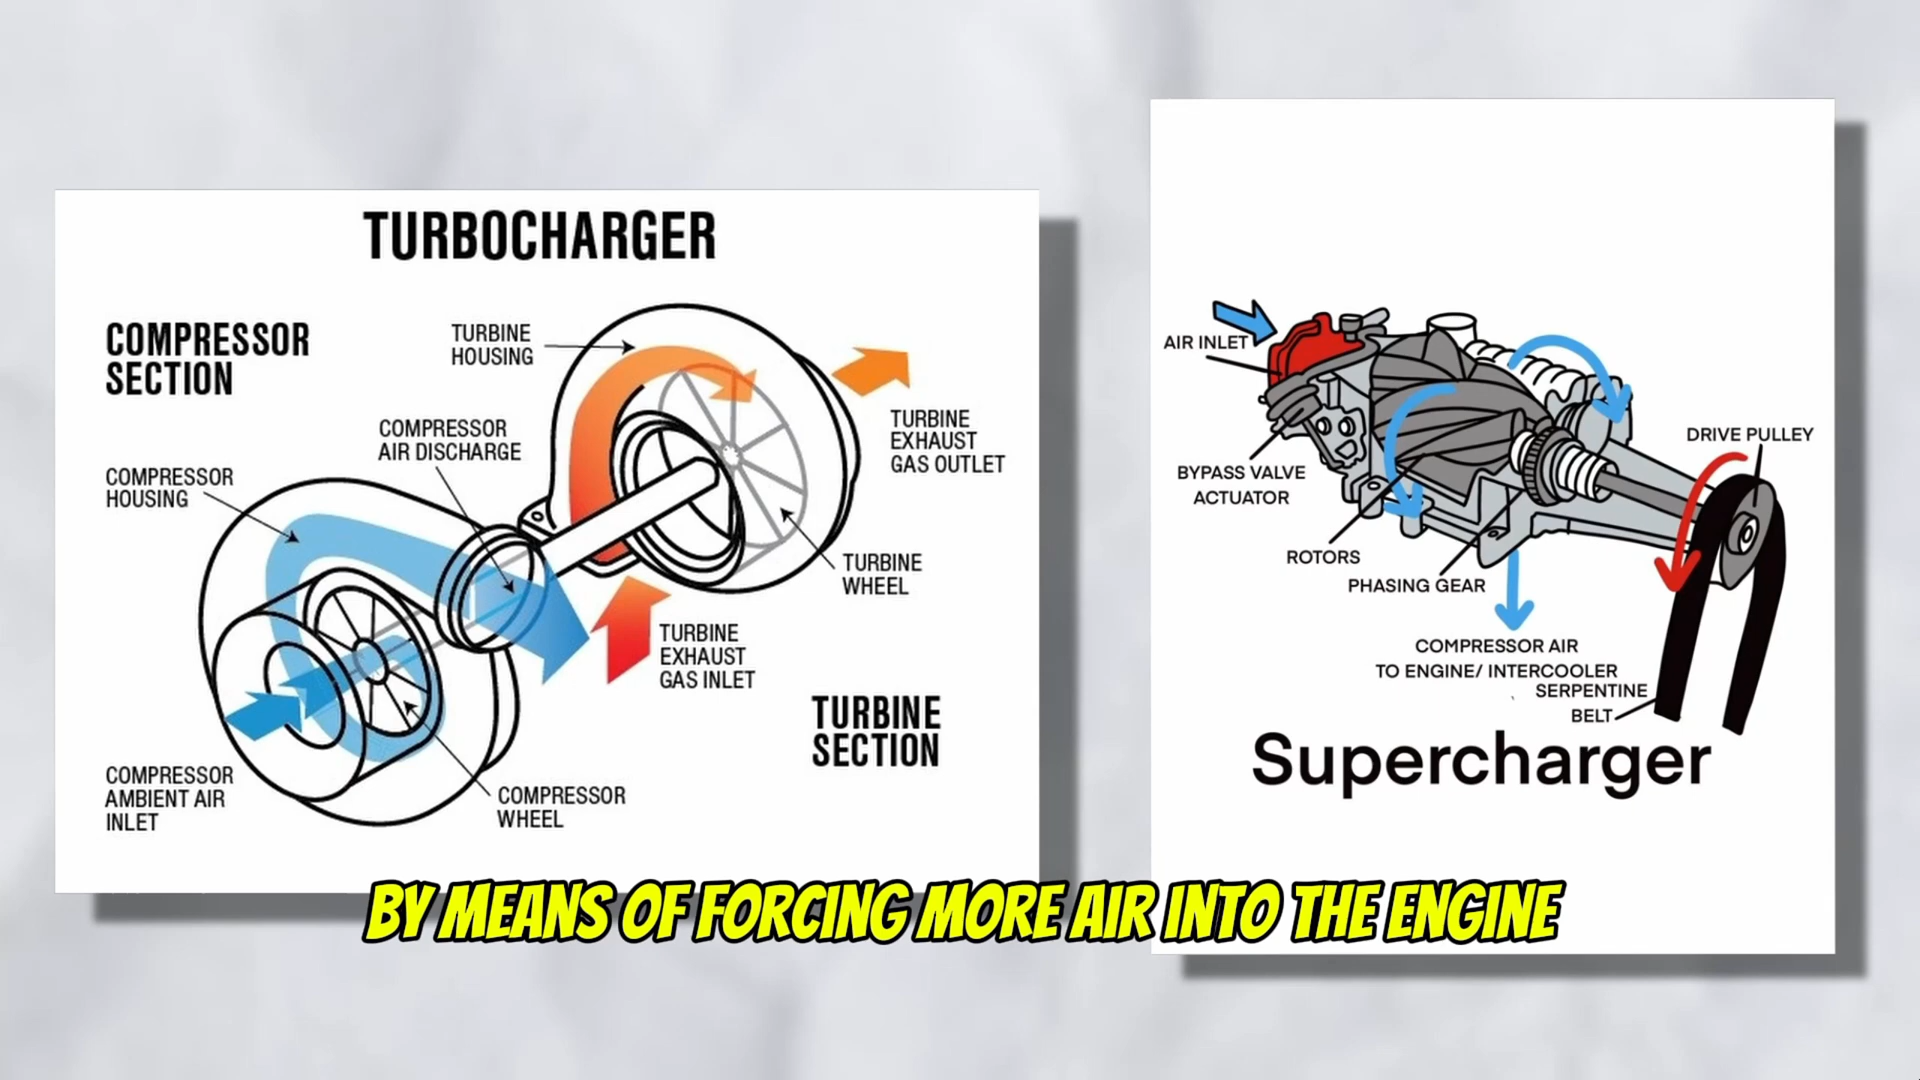 TURBOCHARGER
COMPRESSOR
SECTION
TURBINE
HOUSING
COMPRESSOR
AIR DISCHARGE
COMPRESSOR
HOUSING
TURBINE
EXHAUST
GAS OUTLET
TURBINE
WHEEL
TURBINE
EXHAUST
GAS INLET
TURBINE
SECTION
COMPRESSOR
AMBIENT AIR
INLET
COMPRESSOR
WHEEL
AIR INLET
BYPASS VALVE
ACTUATOR
ROTORS
PHASING GEAR
DRIVE PULLEY
COMPRESSOR AIR
TO ENGINE/ INTERCOOLER
SERPENTINE
BELT
Supercharger
BY MEANS OF FORCING MORE AIR INTO THE ENGINE